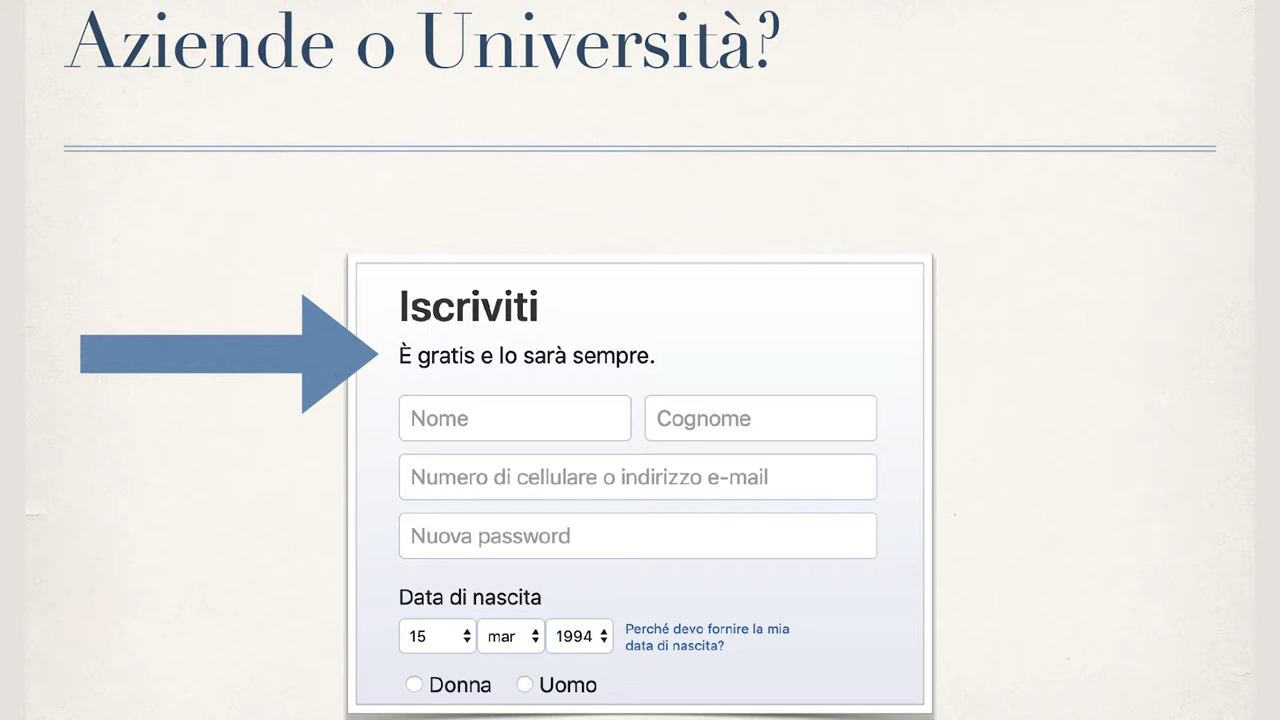 Aziende o Università?
Iscriviti
È gratis e lo sarà sempre.
Nome Cognome
Numero di cellulare o indirizzo e-mail
Nuova password
Data di nascita
15 mar 1994 Perché devo fornire la mia
data di nascita?
Donna Uomo